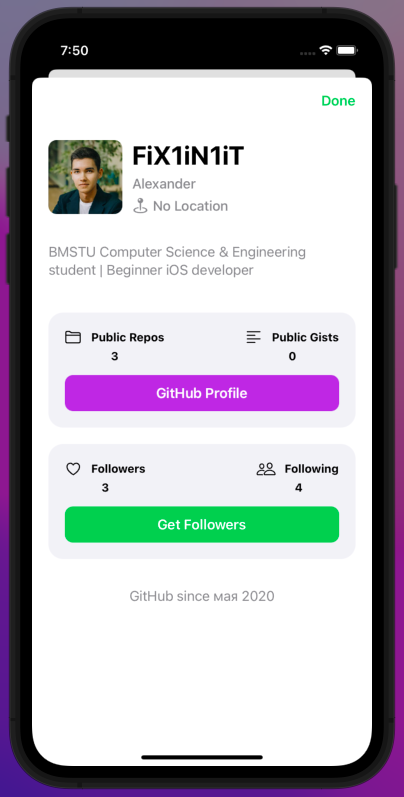 7:50
Done
FiX1iN1iT
Alexander
No Location
BMSTU Computer Science & Engineering
student | Beginner iOS developer
Public Repos Public Gists
3 0
GitHub Profile
Followers Following
3 4
Get Followers
GitHub since мая 2020